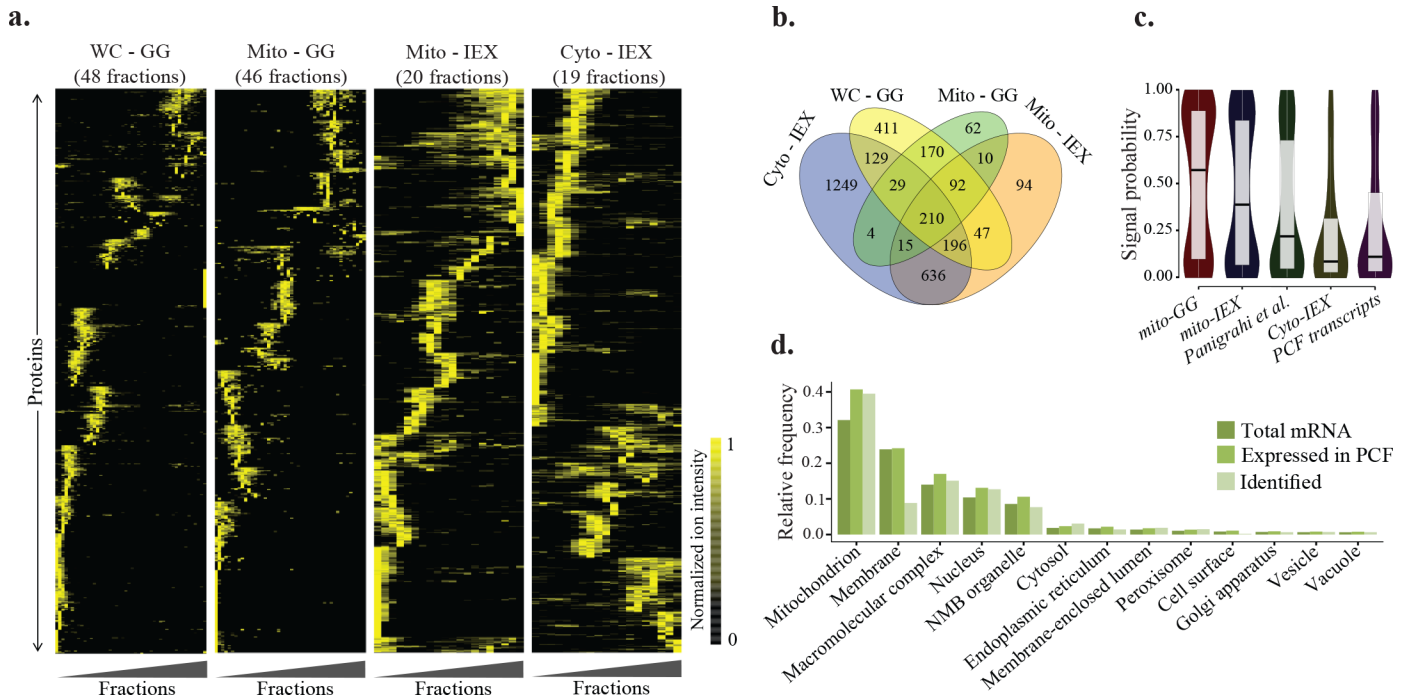 a.
WC - GG
(48 fractions)
Mito - GG
(46 fractions)
Mito - IEX
(20 fractions)
Cyto - IEX
(19 fractions)
Proteins
Fractions
Fractions
Fractions
Fractions
Normalized ion intensity
1
0
b.
Cyto - IEX
WC - GG
Mito - GG
Mito - IEX
411
62
129
170
10
1249
29
92
94
210
4
15
196
47
636
c.
Signal probability
1.00
0.75
0.50
0.25
0.00
mito-GG
mito-IEX
Panigrahi et al.
Cyto-IEX
PCF transcripts
d.
Relative frequency
0.4
0.3
0.2
0.1
0.0
Total mRNA
Expressed in PCF
Identified
Mitochondrion
Membrane
Macromolecular complex
Nucleus
NMB organelle
Cytosol
Endoplasmic reticulum
Membrane-enclosed lumen
Peroxisome
Cell surface
Golgi apparatus
Vesicle
Vacuole